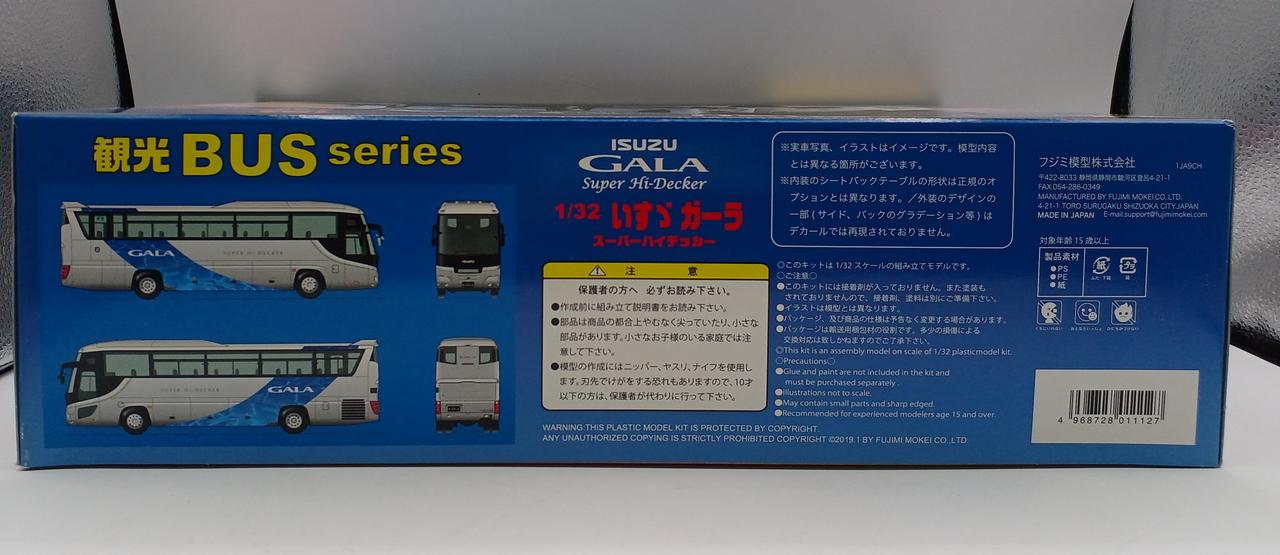 観光 BUS series
GALA
SUPER HI-DECKER
ISUZU
SUPER HI-DECKER
GALA
ISUZU
GALA
Super Hi-Decker
1/32 いすゞ ガーラ
スーパーハイデッカー
⚠ 注 意
保護者の方へ 必ずお読み下さい。
●作成前に組み立て説明書をお読み下さい。
●部品は商品の都合上やむなく尖っていたり、小さな
部品があります。小さなお子様のいる家庭では注
意して下さい。
●模型の作成にはニッパー、ヤスリ、ナイフを使用し
ます。刃先でけがをする恐れもありますので、10才
以下の方は、保護者が代わりに行って下さい。
WARNING:THIS PLASTIC MODEL KIT IS PROTECTED BY COPYRIGHT.
ANY UNAUTHORIZED COPYING IS STRICTLY PROHIBITED COPYRIGHT ©2019.1 BY FUJIMI MOKEI CO.,LTD.
※実車写真、イラストはイメージです。模型内容
とは異なる箇所がございます。
※内装のシートバックテーブルの形状は正規のオ
プションとは異なります。／外装のデザインの
一部(サイド、バックのグラデーション等)は
デカールでは再現されておりません。
◎このキットは 1/32 スケールの組み立てモデルです。
〇ご注意〇
●このキットには接着剤が入っておりません。また塗装も
されておりませんので、接着剤、塗料は別にご準備下さい。
●イラストは模型とは異なります。
●パッケージ、及び商品の仕様は予告なく変更する場合があります。
●パッケージは輸送用梱包材の役割です。多少の損傷による
交換対応は致しかねますのでご了承下さい。
◎This kit is an assembly model on scale of 1/32 plasticmodel kit.
〇Precautions〇
●Glue and paint are not included in the kit and
must be purchased separately .
●Illustrations not to scale.
●May contain small parts and sharp edged.
●Recommended for experienced modelers age 15 and over.
フジミ模型株式会社
1JA9CH
〒422-8033 静岡県静岡市駿河区登呂4-21-1
FAX.054-286-0349
MANUFACTURED BY FUJIMI MOKEI.CO.LTD.
4-21-1 TORO SURUGAKU SHIZUOKA CITY.JAPAN
MADE IN JAPAN E-mail.support@fujimimokei.com
対象年齢 15 歳以上
製品素材
●PS
●PE
●紙
紙
ふた・下箱
プラ
袋
4 968728 011127